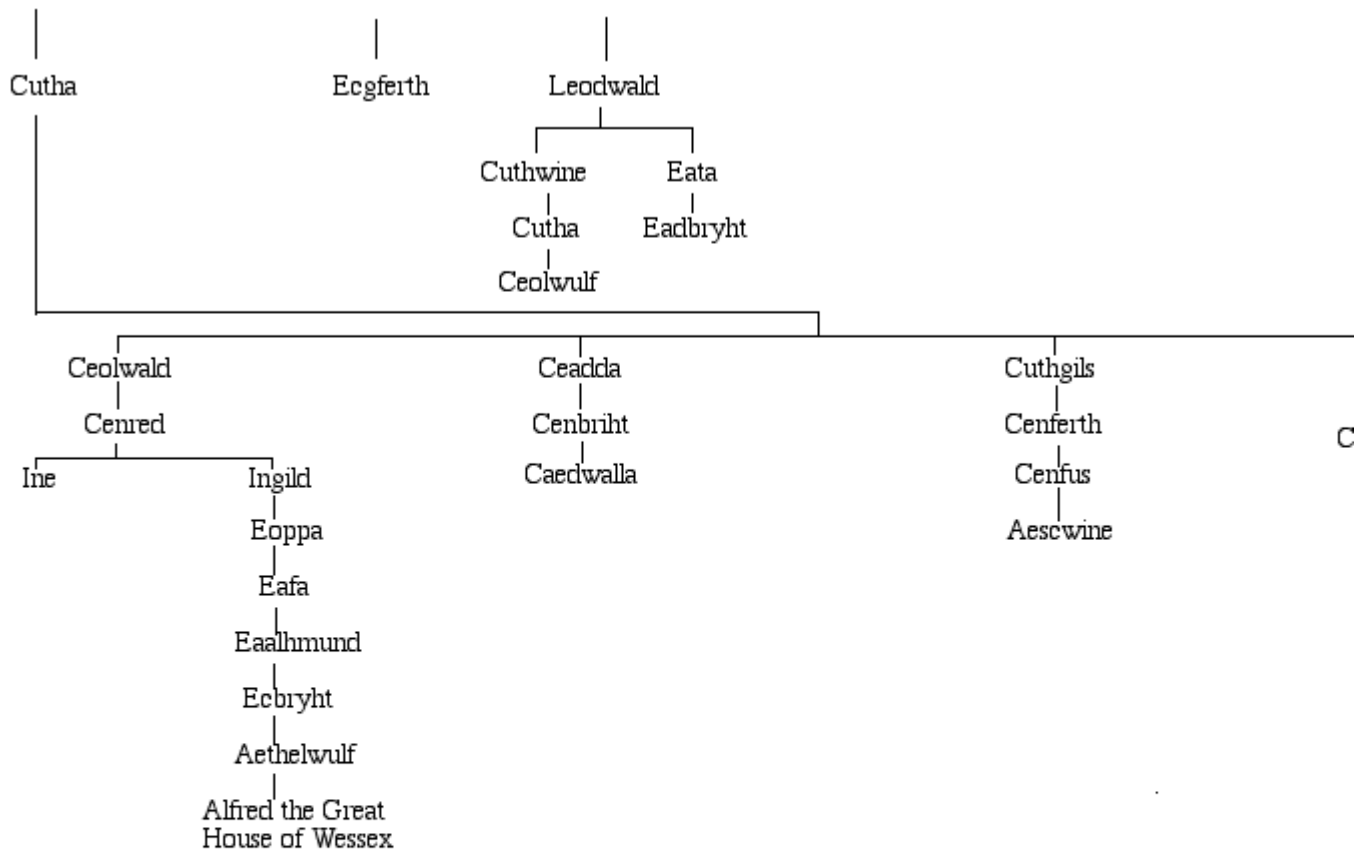 Cutha
Ecgferth
Leodwald
Cuthwine
Eata
Cutha
Eadbryht
Ceolwulf
Ceolwald
Ceadda
Cuthgils
Cenred
Cenbriht
Cenferth
C
Ine
Ingild
Caedwalla
Cenfus
Eoppa
Aescwine
Eafa
Eaalhmund
Ecbryht
Aethelwulf
Alfred the Great
House of Wessex